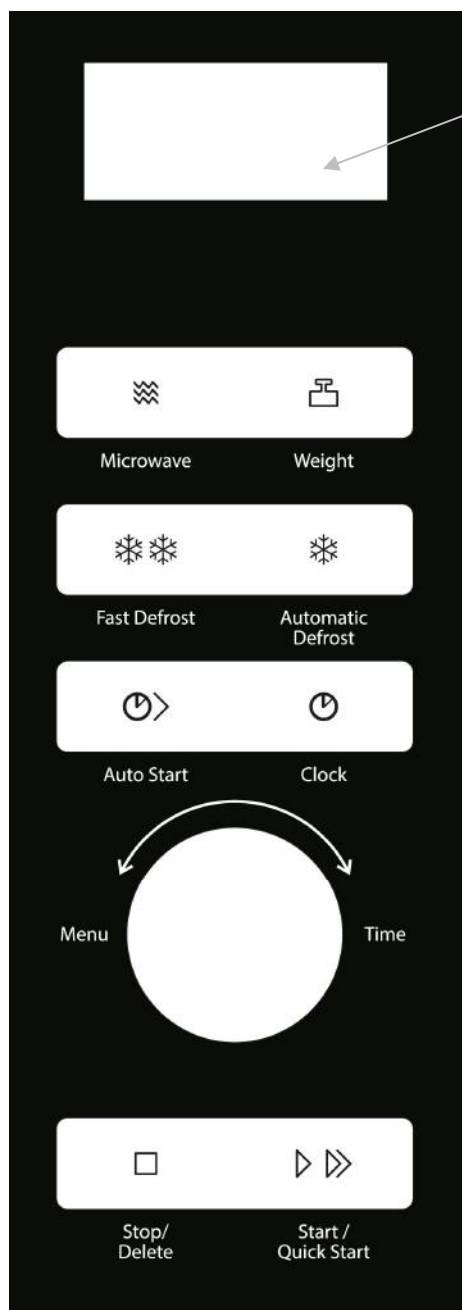 Microwave
Weight
Fast Defrost
Automatic
Defrost
Auto Start
Clock
Menu
Time
Stop/
Delete
Start /
Quick Start